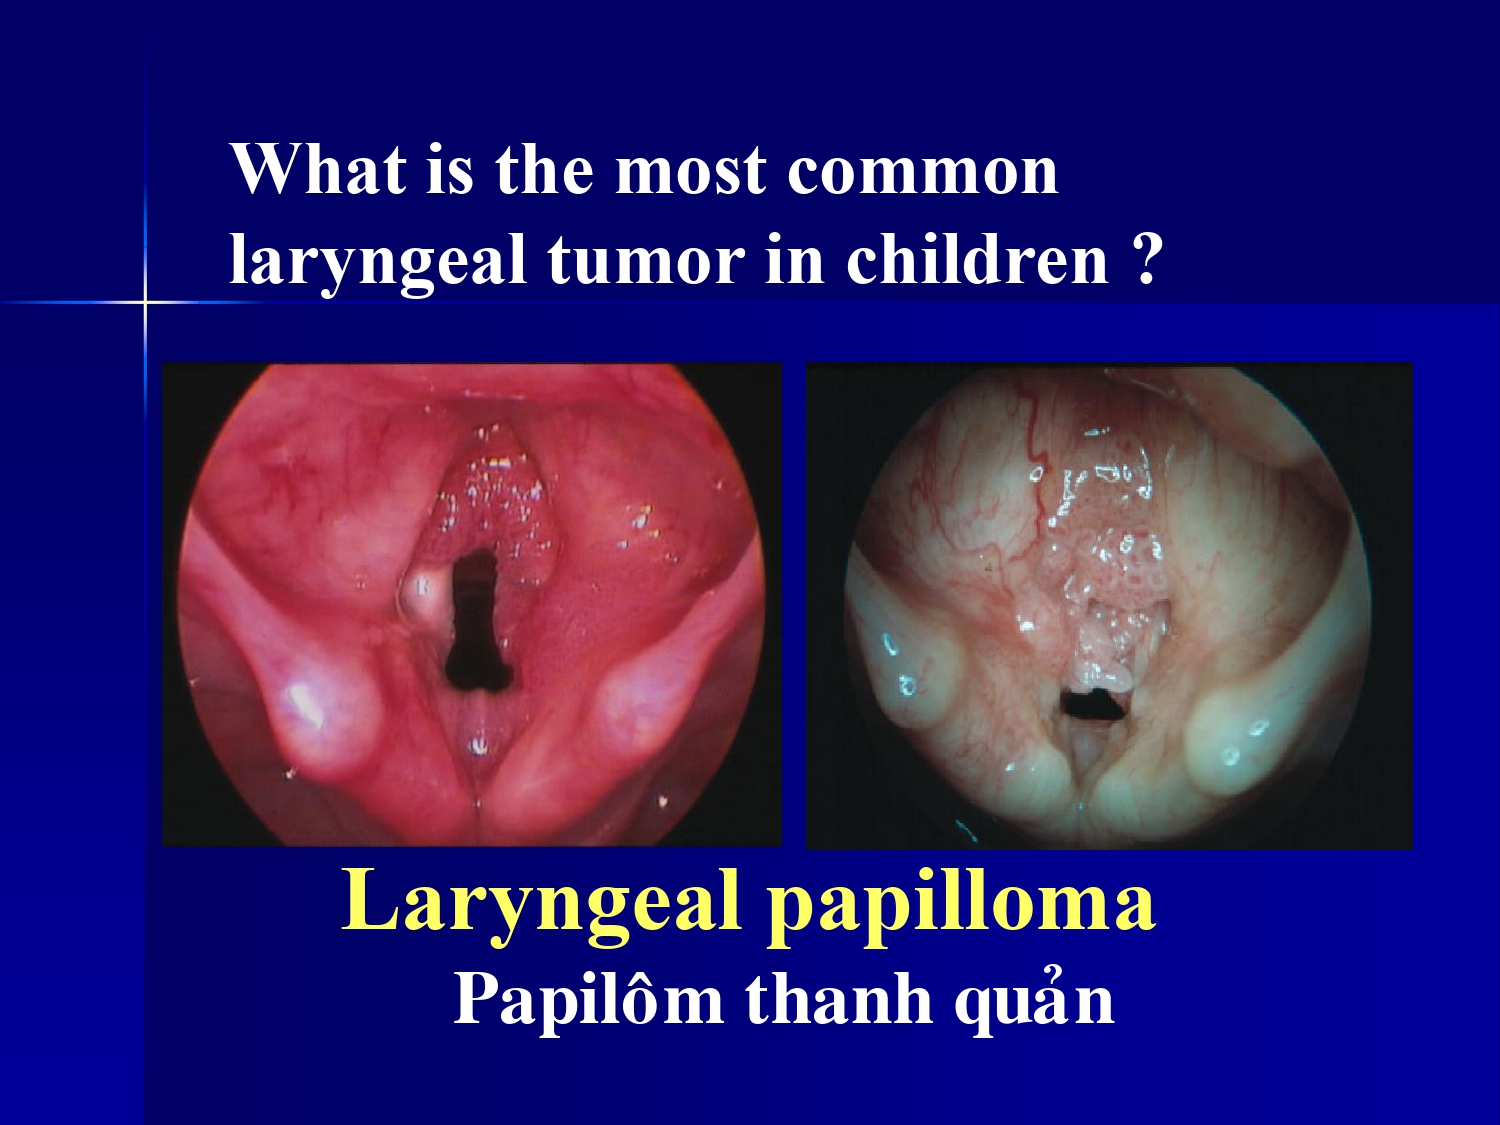 What is the most common
laryngeal tumor in children ?
Laryngeal papilloma
Papilôm thanh quản